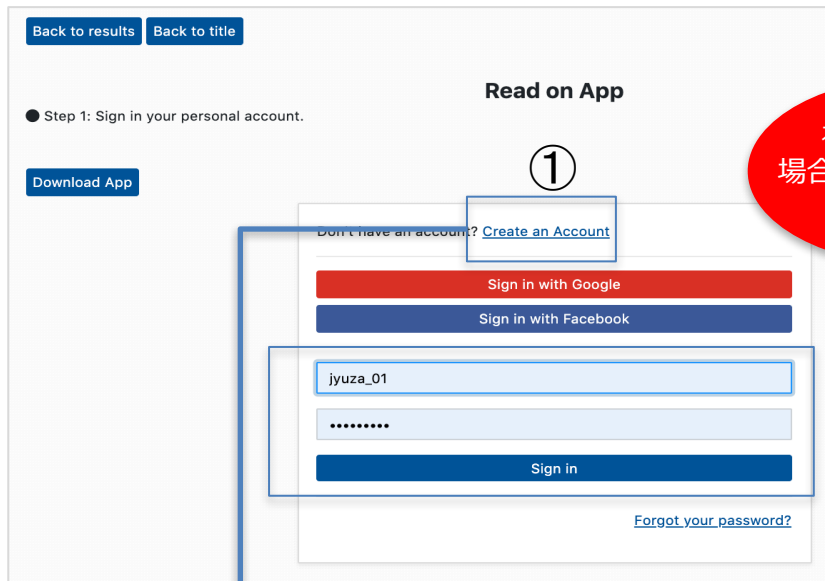 Back to results Back to title
Read on App
● Step 1: Sign in your personal account.
①
場合
Download App
Don't have an account? Create an Account
Sign in with Google
Sign in with Facebook
jyuza_01
•••••••••
Sign in
Forgot your password?